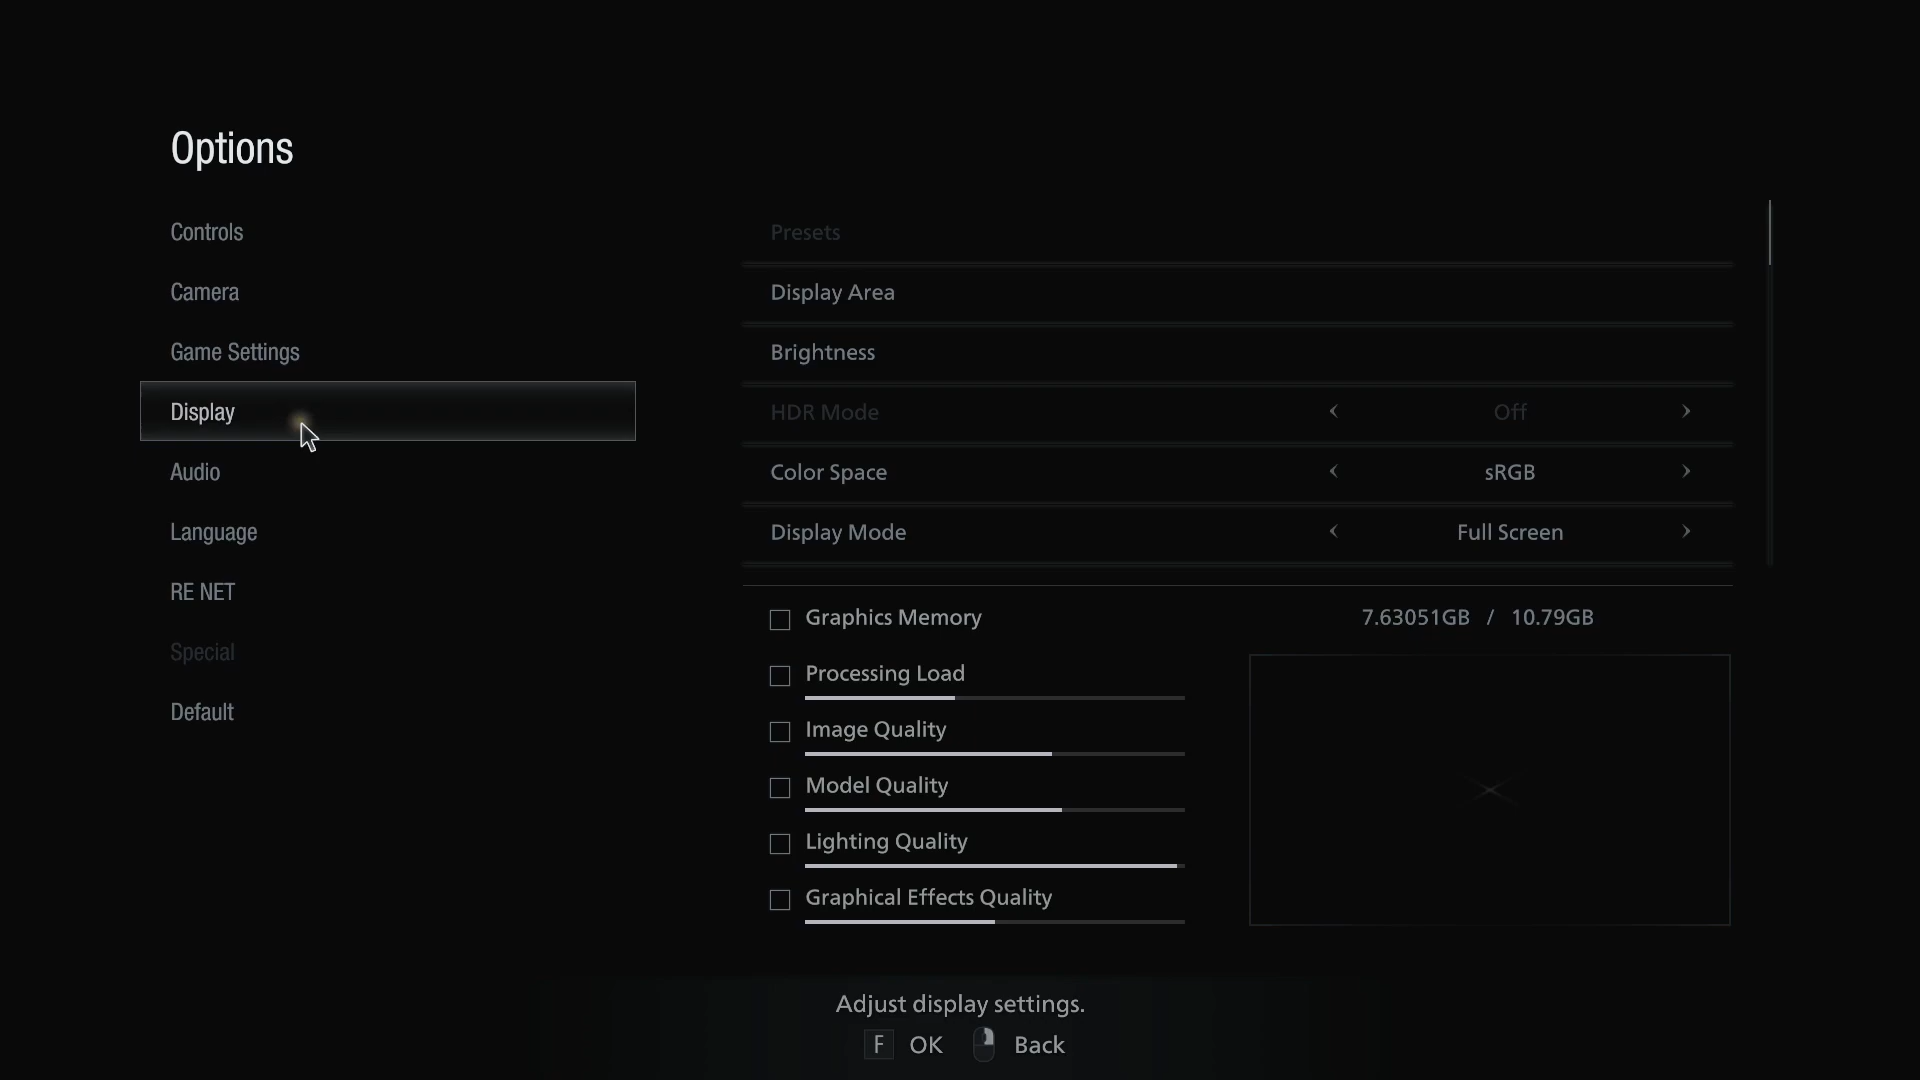 Options
Controls
Camera
Game Settings
Display
Audio
Language
RE NET
Special
Default
Presets
Display Area
Brightness
HDR Mode Off
Color Space sRGB
Display Mode Full Screen
Graphics Memory 7.63051GB / 10.79GB
Processing Load
Image Quality
Model Quality
Lighting Quality
Graphical Effects Quality
Adjust display settings.
F OK Back